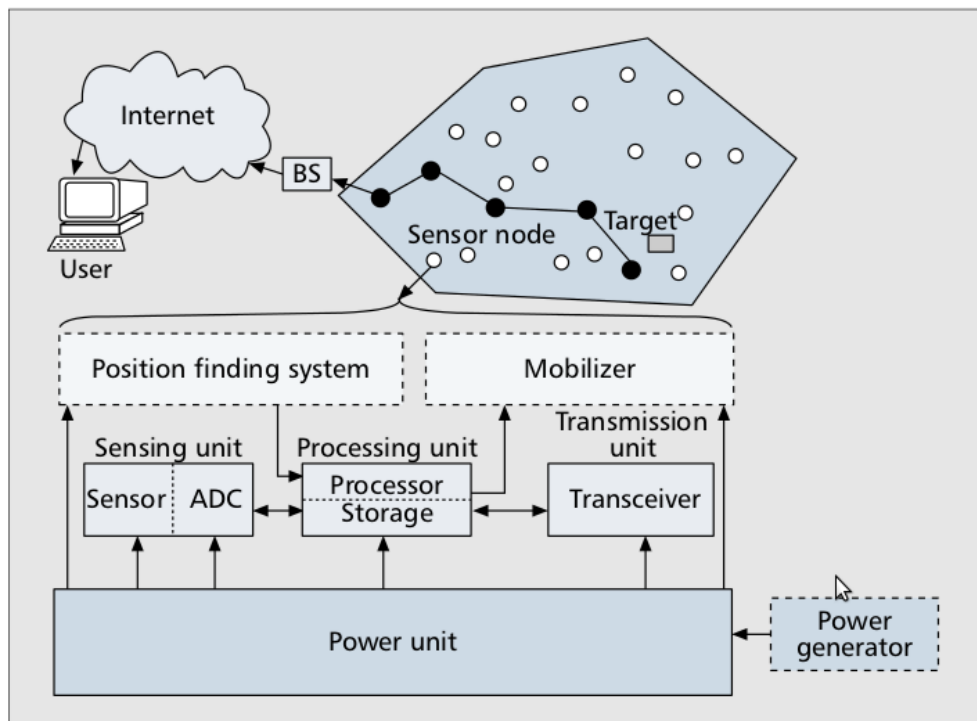 Internet
BS
Target
Sensor node
User
Position finding system
Mobilizer
Transmission
unit
Sensing unit
Processing unit
Sensor
ADC
Processor
Storage
Transceiver
Power unit
Power
generator